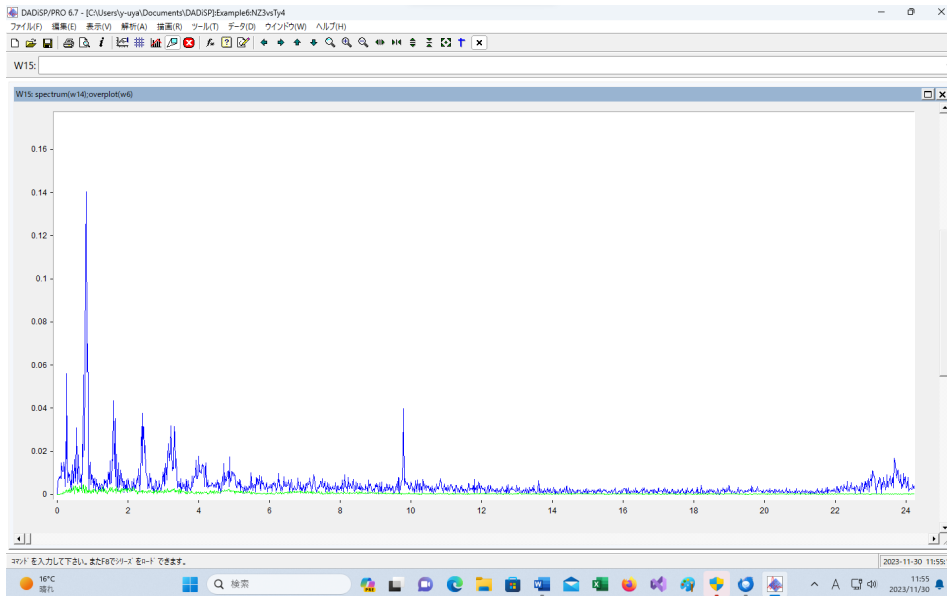 DADiSP/PRO 6.7 - [C:\Users\y-uya\Documents\DADiSP]:Example6:NZ3vsTy4
ファイル(F) 編集(E) 表示(V) 解析(A) 描画(R) ツール(T) データ(D) ウインドウ(W) ヘルプ(H)
W15:
W15: spectrum(w14);overplot(w6)
0.16
0.14
0.12
0.1
0.08
0.06
0.04
0.02
0
0 2 4 6 8 10 12 14 16 18 20 22 24
コマンドを入力して下さい。またF8でシリーズをロードできます。
2023-11-30 11:55:
16°C
晴れ
検索
PRE
A
11:55
2023/11/30